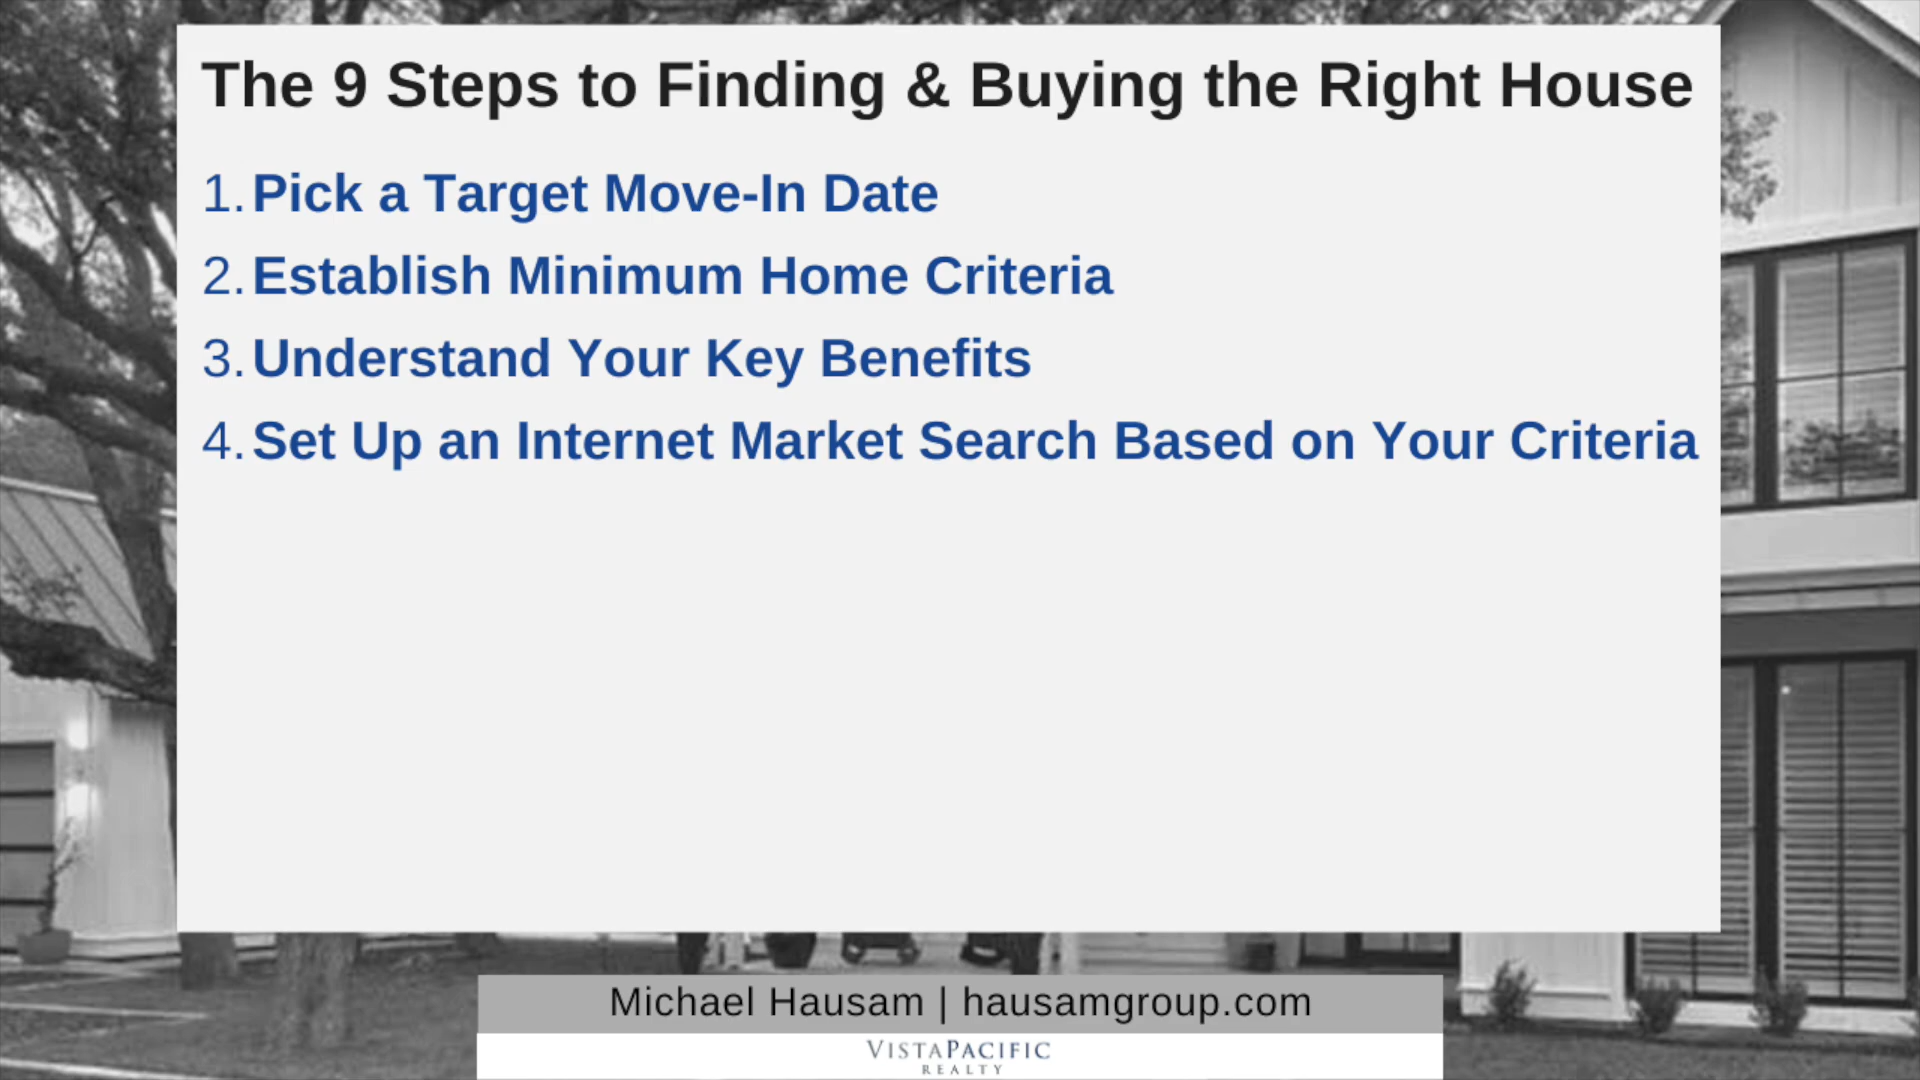 The 9 Steps to Finding & Buying the Right House
1. Pick a Target Move-In Date
2. Establish Minimum Home Criteria
3. Understand Your Key Benefits
4. Set Up an Internet Market Search Based on Your Criteria
Michael Hausam | hausamgroup.com
VISTAPACIFIC
REALTY